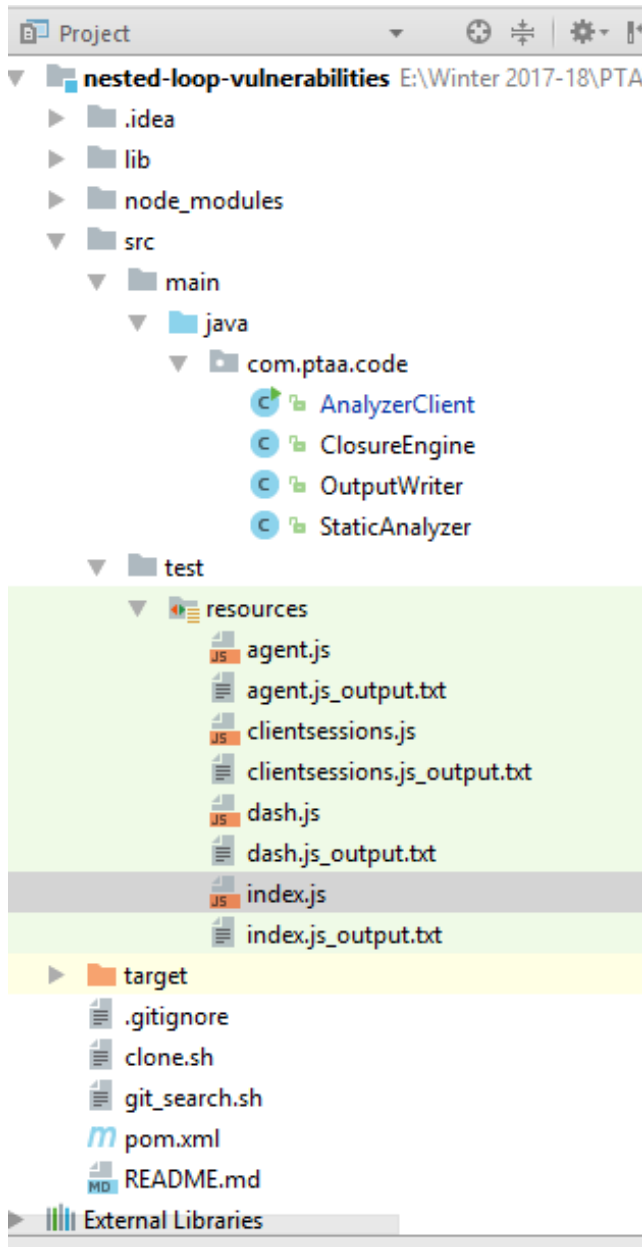 Project
nested-loop-vulnerabilities E:\Winter 2017-18\PTA
.idea
lib
node_modules
src
main
java
com.ptaa.code
AnalyzerClient
ClosureEngine
OutputWriter
StaticAnalyzer
test
resources
agent.js
agent.js_output.txt
clientsessions.js
clientsessions.js_output.txt
dash.js
dash.js_output.txt
index.js
index.js_output.txt
target
.gitignore
clone.sh
git_search.sh
pom.xml
README.md
External Libraries